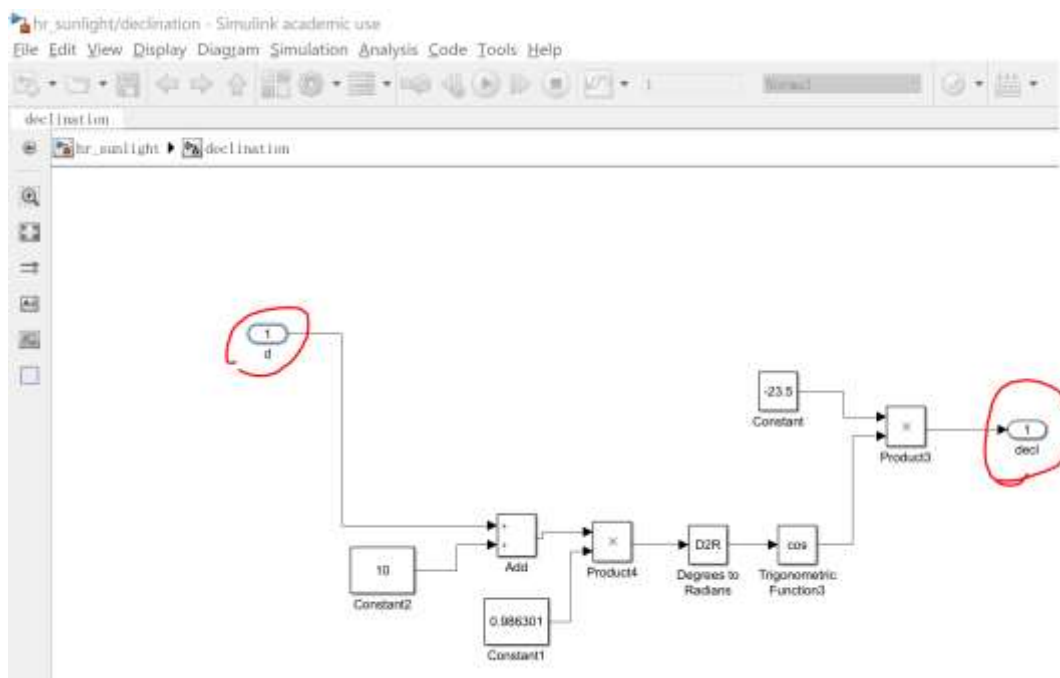 hr_sunlight/declination - Simulink academic use
File Edit View Display Diagram Simulation Analysis Code Tools Help
1 Normal
declination
hr_sunlight declination
1
d
-23.5
Constant
×
Product3
1
decl
+
+
Add
×
Product4
D2R
Degrees to
Radians
cos
Trigonometric
Function3
10
Constant2
0.986301
Constant1